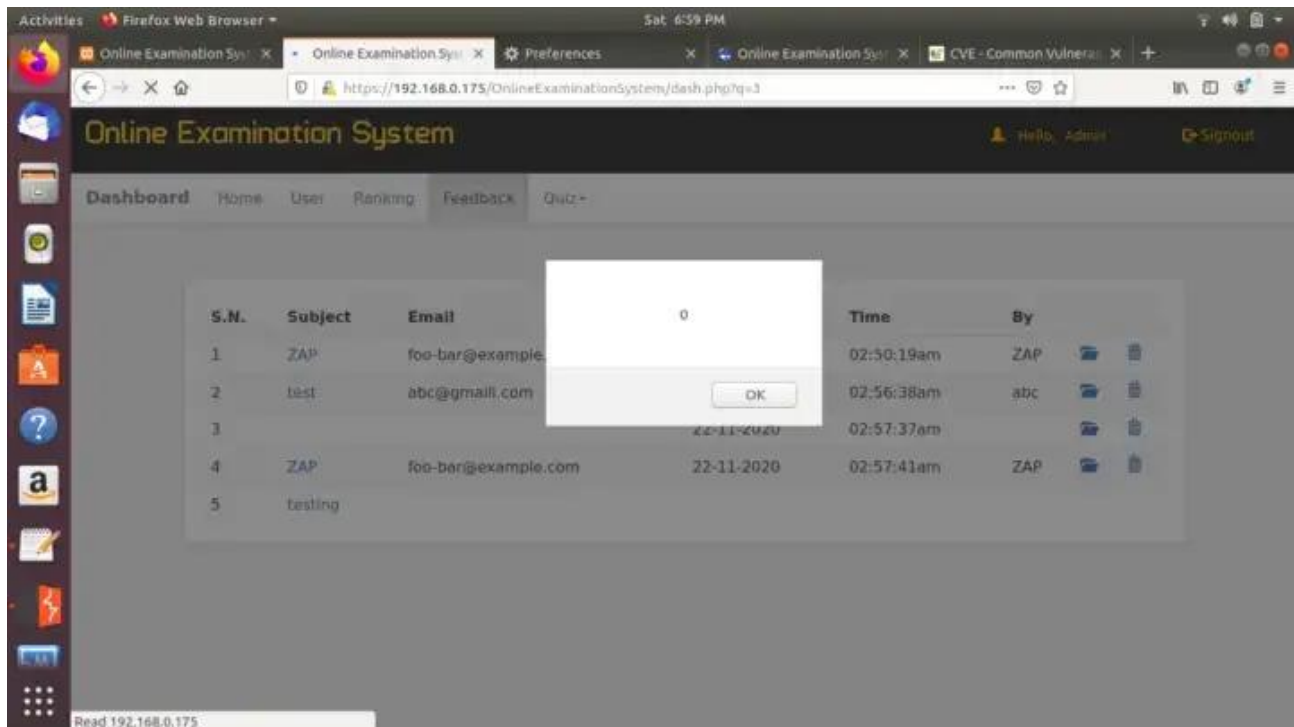 Activities Firefox Web Browser Sat 6:59 PM
Online Examination Sys Online Examination Sys Preferences Online Examination Sys CVE - Common Vulnera
https://192.168.0.175/OnlineExaminationSystem/dash.php?q=3
Online Examination System Hello, Admin Signout
Dashboard Home User Ranking Feedback Quiz
0
S.N. Subject Email Time By
1 ZAP foo-bar@example. 02:50:19am ZAP
2 test abc@gmaill.com 02:56:38am abc
OK
3 22-11-2020 02:57:37am
4 ZAP foo-bar@example.com 22-11-2020 02:57:41am ZAP
5 testing
Read 192.168.0.175